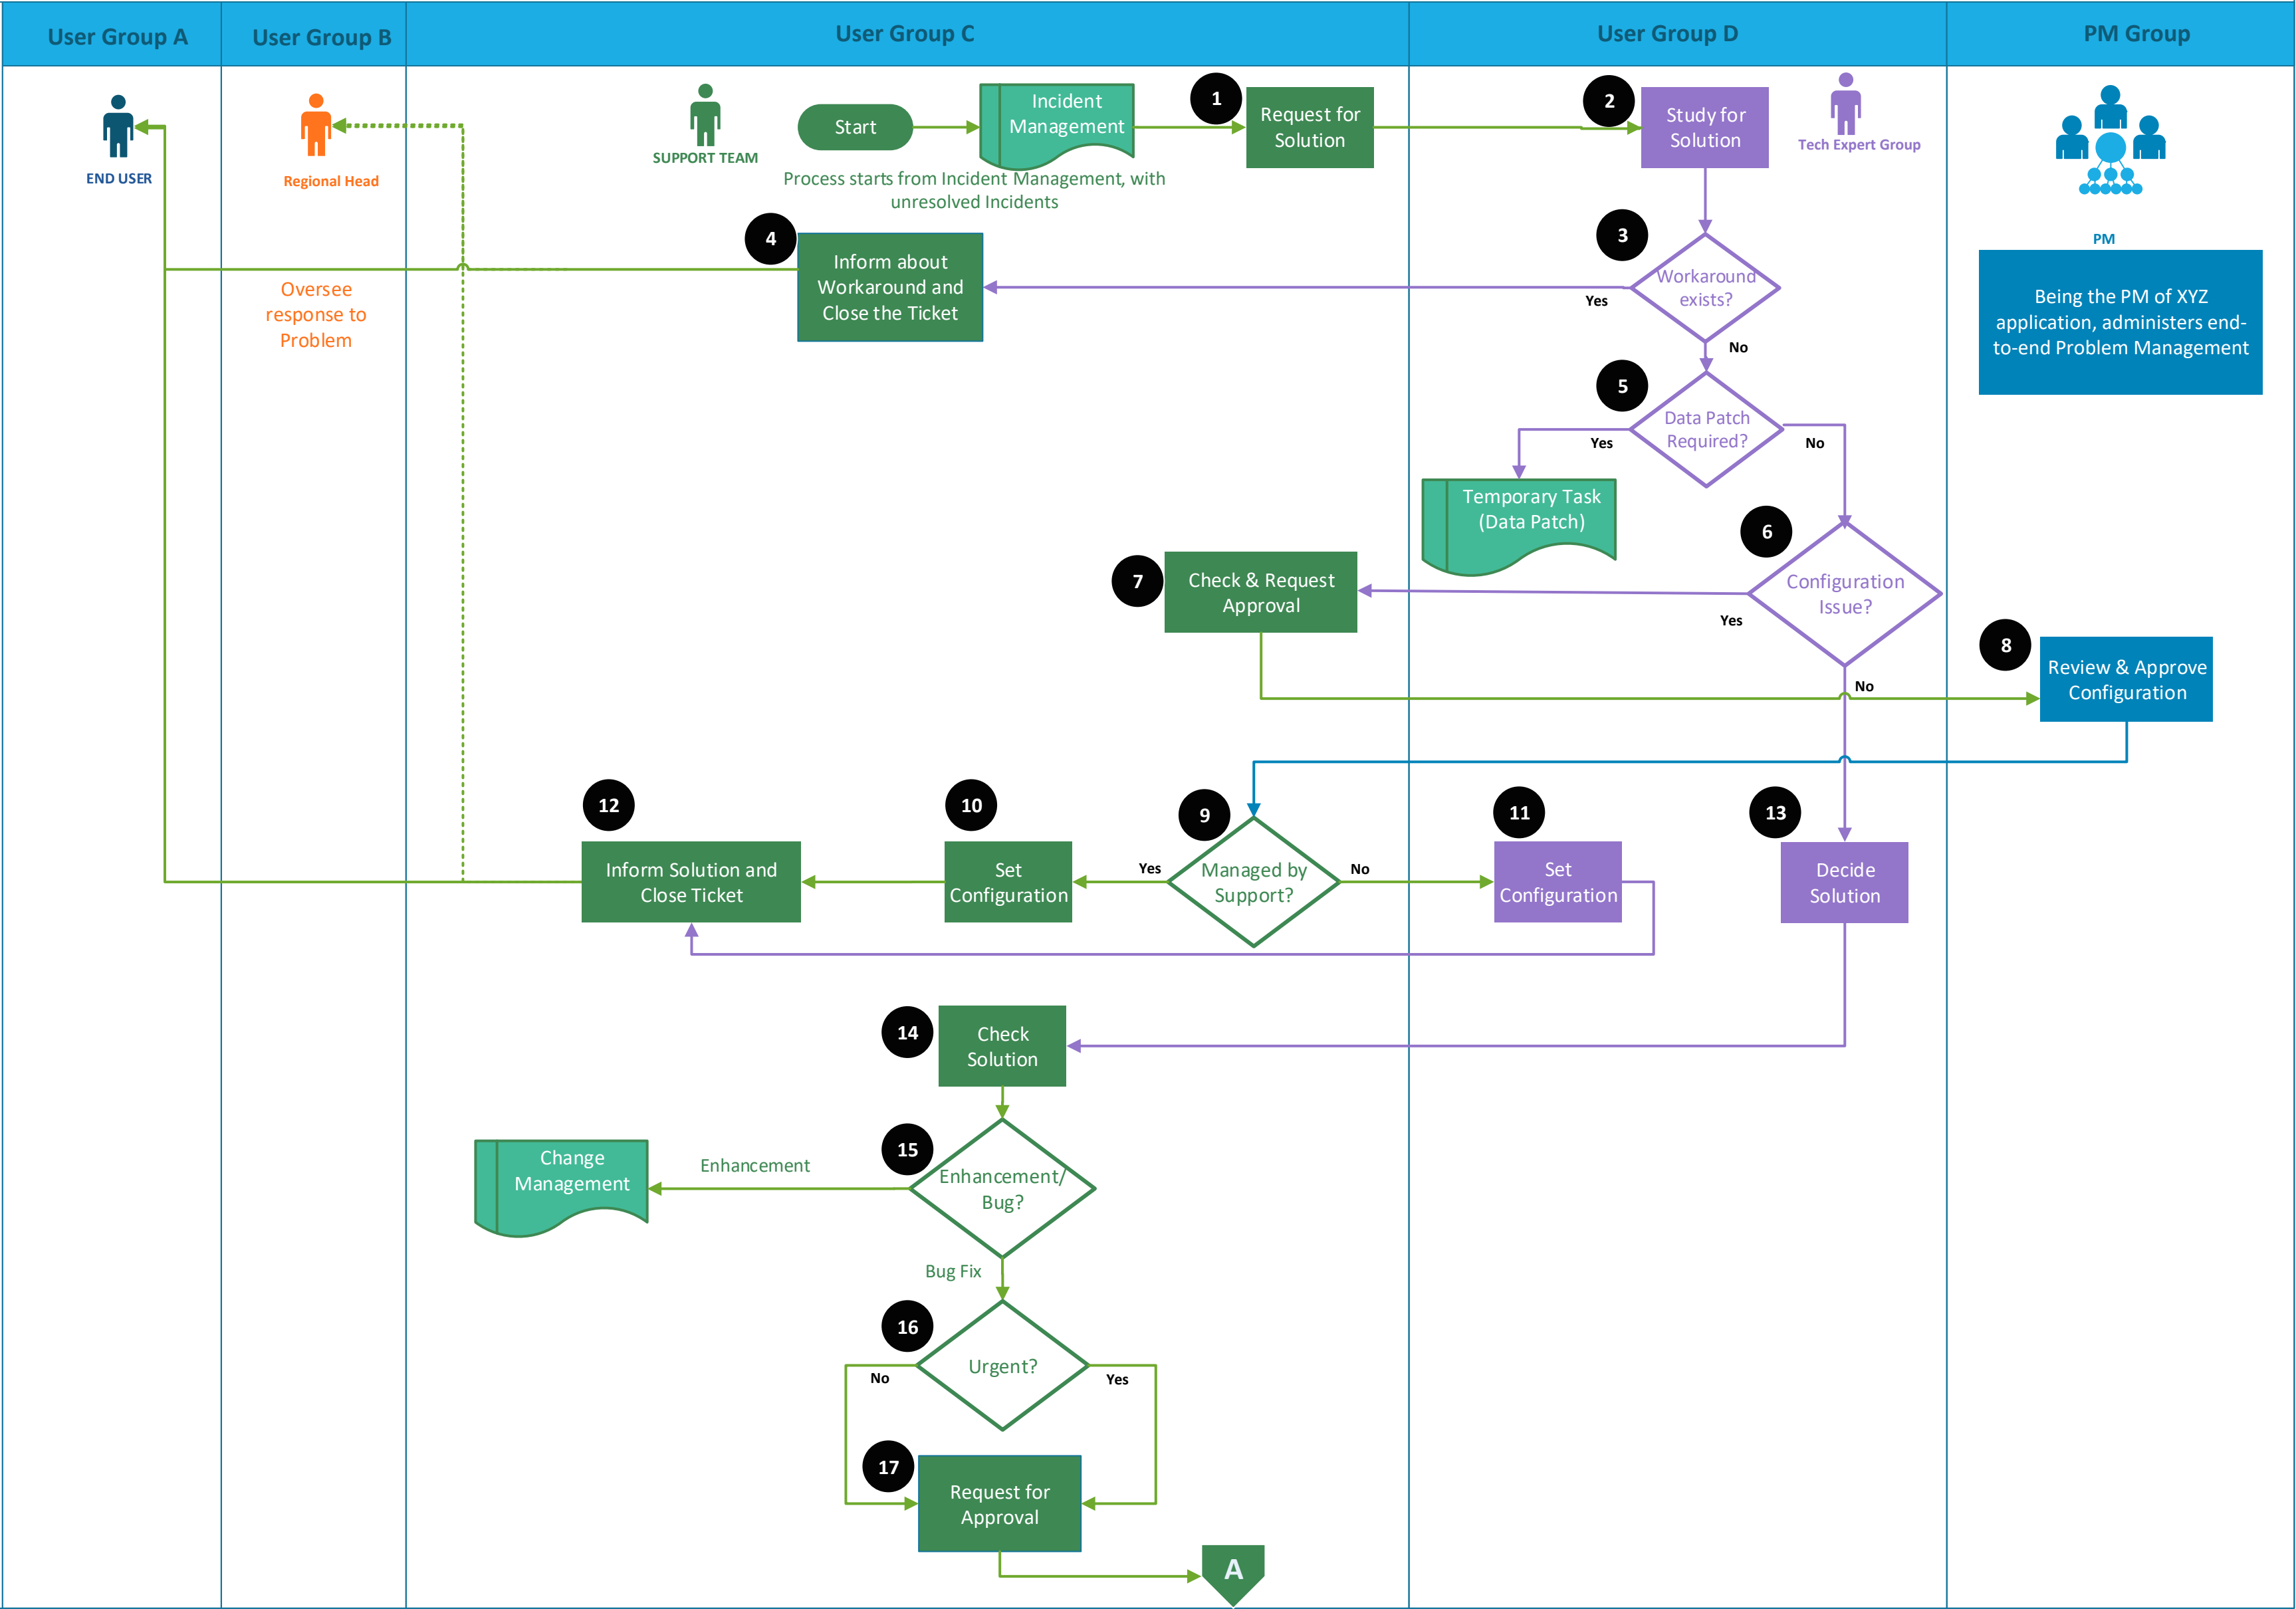 User Group A
User Group B
User Group C
User Group D
PM Group
END USER
Regional Head
Oversee
response to
Problem
SUPPORT TEAM
Start
Incident
Management
Process starts from Incident Management, with
unresolved Incidents
1
Request for
Solution
2
Study for
Solution
Tech Expert Group
PM
Being the PM of XYZ
application, administers end-
to-end Problem Management
3
Workaround
exists?
Yes
No
4
Inform about
Workaround and
Close the Ticket
5
Data Patch
Required?
Yes
No
Temporary Task
(Data Patch)
6
Configuration
Issue?
Yes
No
7
Check & Request
Approval
8
Review & Approve
Configuration
9
Managed by
Support?
Yes
No
10
Set
Configuration
11
Set
Configuration
12
Inform Solution and
Close Ticket
13
Decide
Solution
14
Check
Solution
15
Enhancement/
Bug?
Enhancement
Change
Management
Bug Fix
16
Urgent?
No
Yes
17
Request for
Approval
A